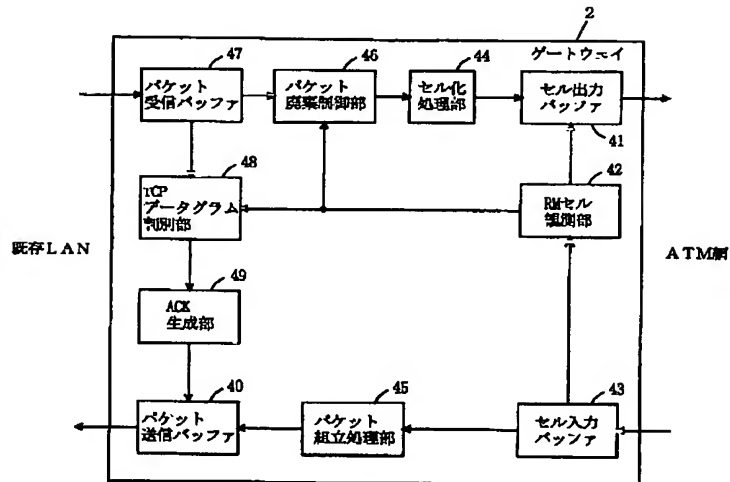 2
ゲートウェイ
47
パケット
受信バッファ
46
パケット
廃棄制御部
44
セル化
処理部
セル出力
バッファ
41
48
TCP
データグラム
判別部
42
RMセル
観測部
既存LAN
ATM網
49
ACK
生成部
40
パケット
送信バッファ
45
パケット
組立処理部
43
セル入力
バッファ